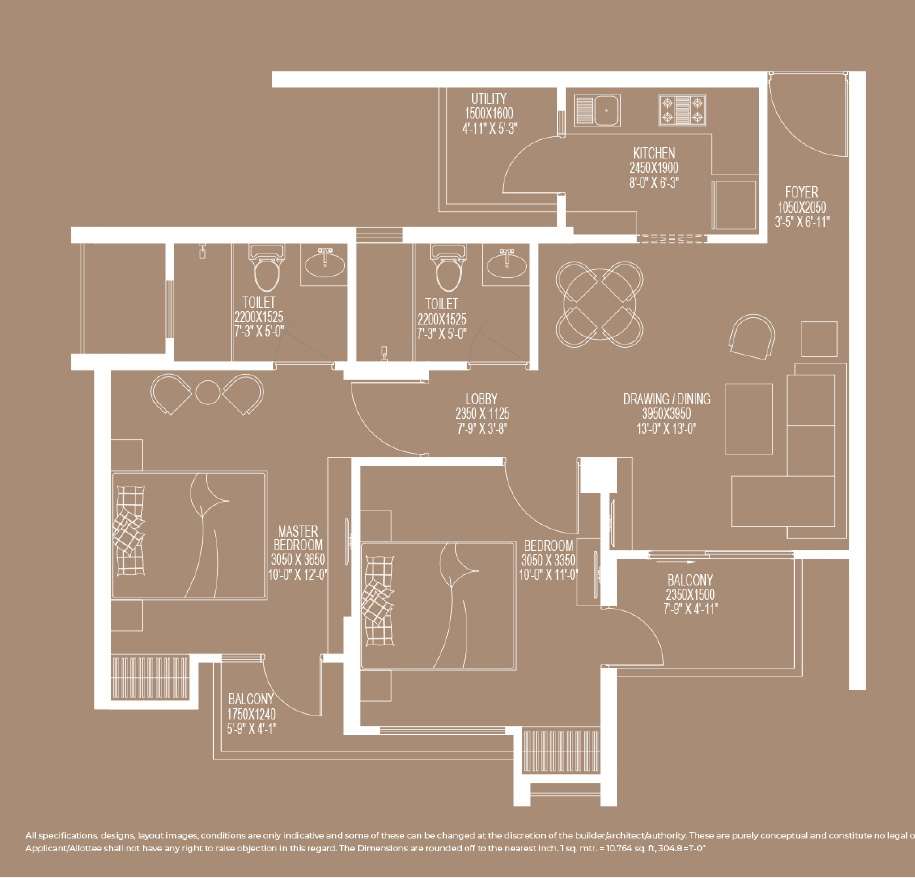 UTILITY
1500X1600
4'-11" X 5'-3"
KITCHEN
2450X1900
8'-0" X 6'-3"
FOYER
1050X2050
3'-5" X 6'-11"
TOILET
2200X1525
7'-3" X 5'-0"
TOILET
2200X1525
7'-3" X 5'-0"
LOBBY
2350 X 1125
7'-9" X 3'-8"
DRAWING / DINING
3950X3950
13'-0" X 13'-0"
MASTER
BEDROOM
3050 X 3650
10'-0" X 12'-0"
BEDROOM
3050 X 3350
10'-0" X 11'-0"
BALCONY
2350X1500
7'-9" X 4'-11"
BALCONY
1750X1240
5'-9" X 4'-1"
All specifications, designs, layout images, conditions are only indicative and some of these can be changed at the discretion of the builder/architect/authority. These are purely conceptual and constitute no legal o
Applicant/Allottee shall not have any right to raise objection in this regard. The Dimensions are rounded off to the nearest inch. 1 sq. mtr. = 10.764 sq. ft, 304.8 =1'-0"